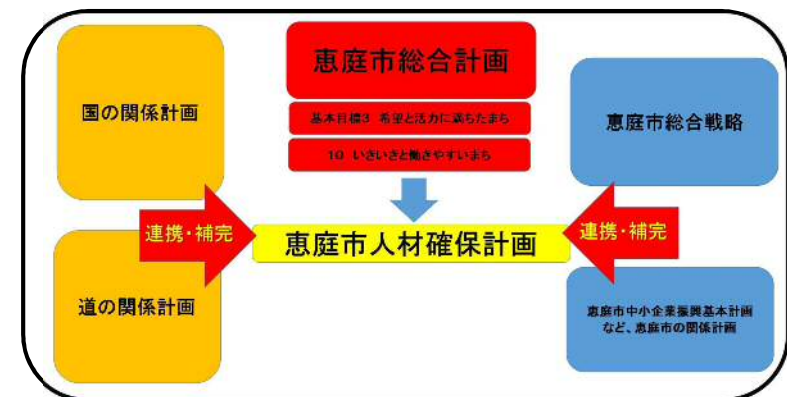 恵庭市総合計画
基本目標3 希望と活力に満ちたまち
10 いきいきと働きやすいまち
国の関係計画
恵庭市総合戦略
連携・補完
恵庭市人材確保計画
連携・補完
道の関係計画
恵庭市中小企業振興基本計画
など、恵庭市の関係計画